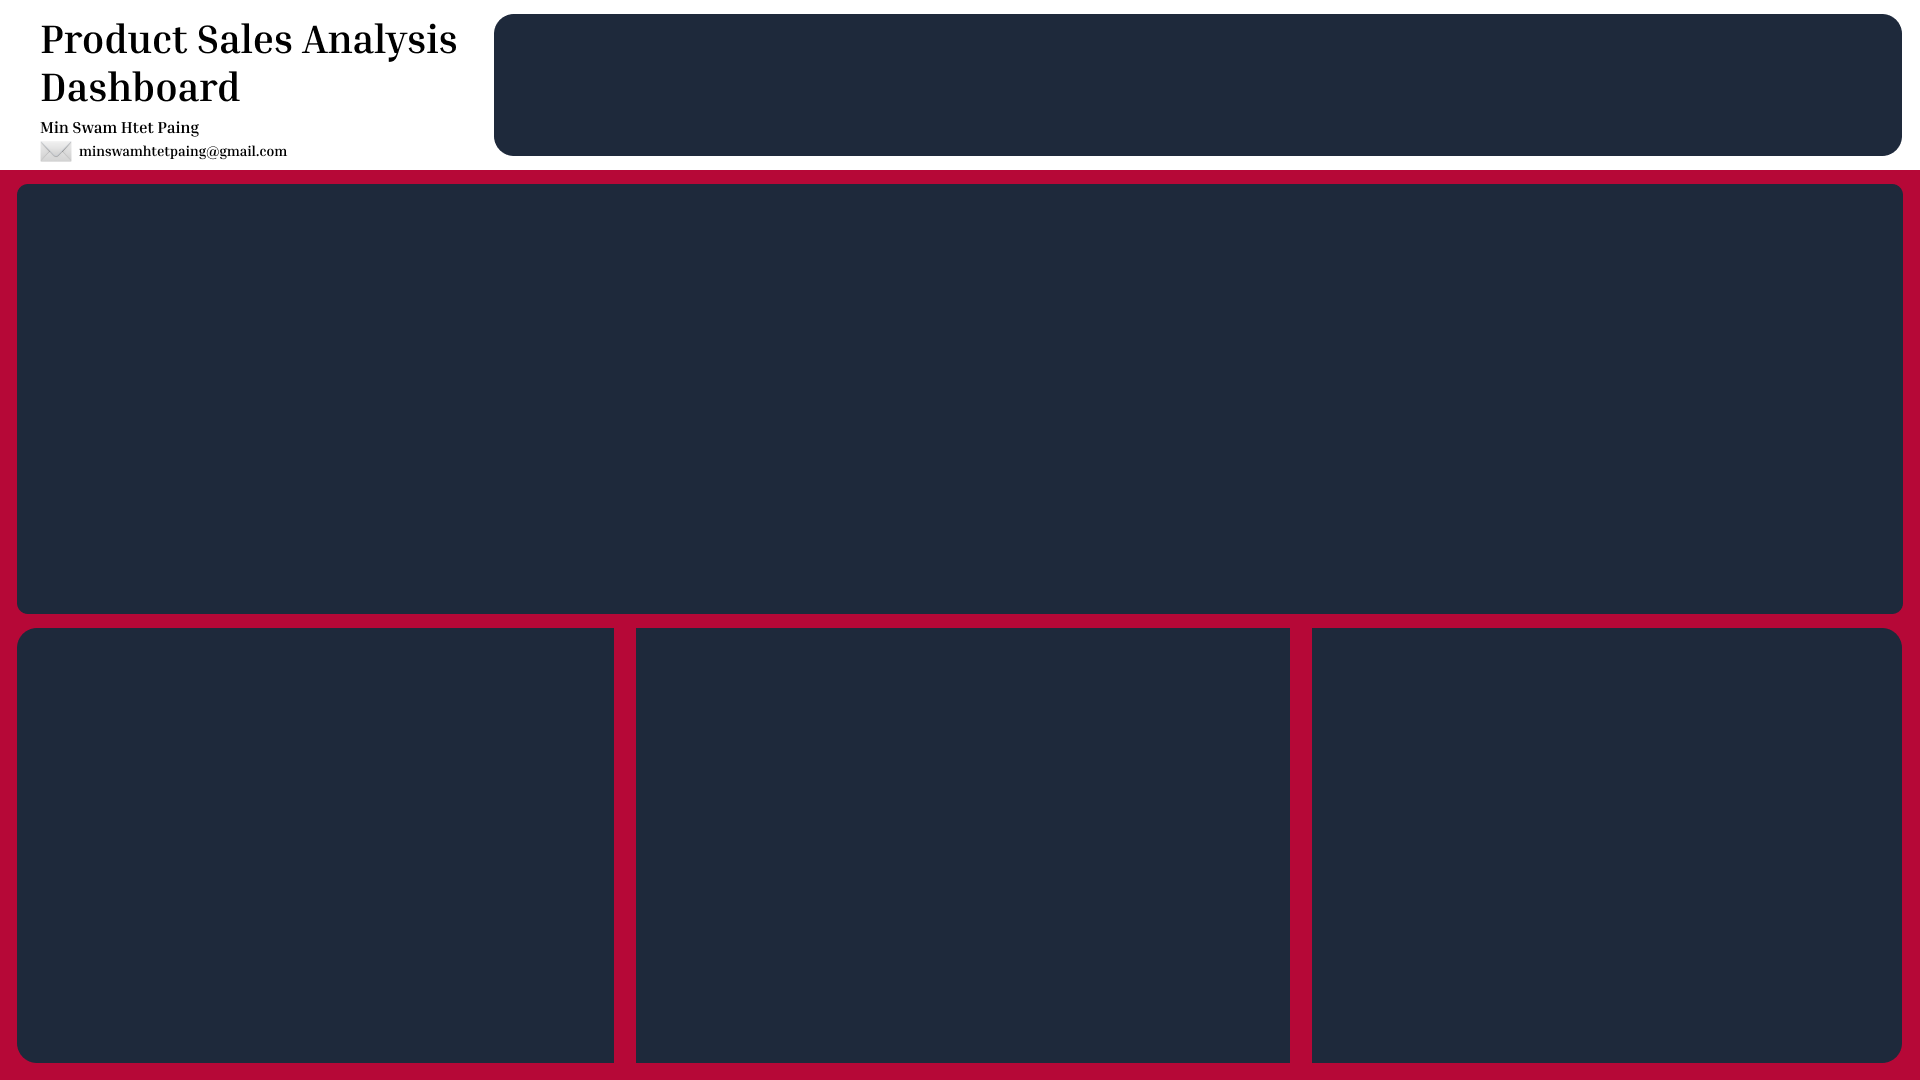 Product Sales Analysis
Dashboard
Min Swam Htet Paing
minswamhtetpaing@gmail.com